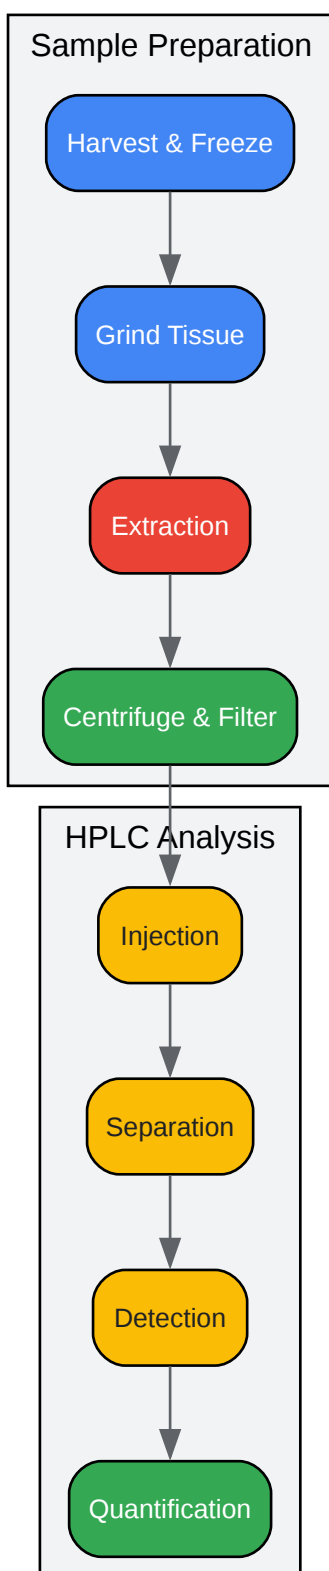 Sample Preparation
Harvest & Freeze
Grind Tissue
Extraction
Centrifuge & Filter
HPLC Analysis
Injection
Separation
Detection
Quantification